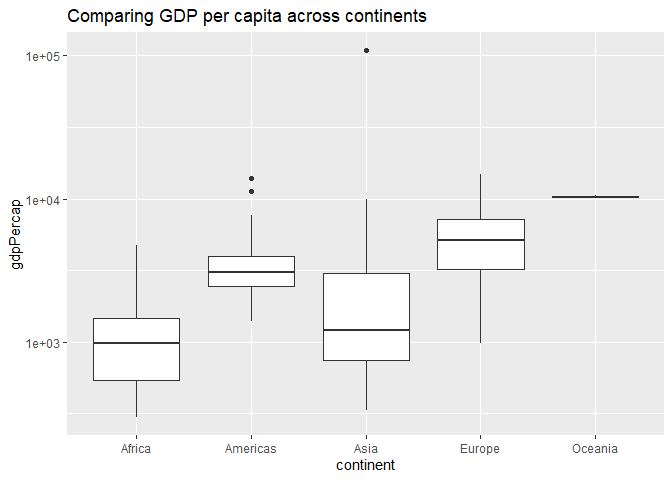 Comparing GDP per capita across continents
1e+05
1e+04
1e+03
gdpPercap
Africa Americas Asia Europe Oceania
continent